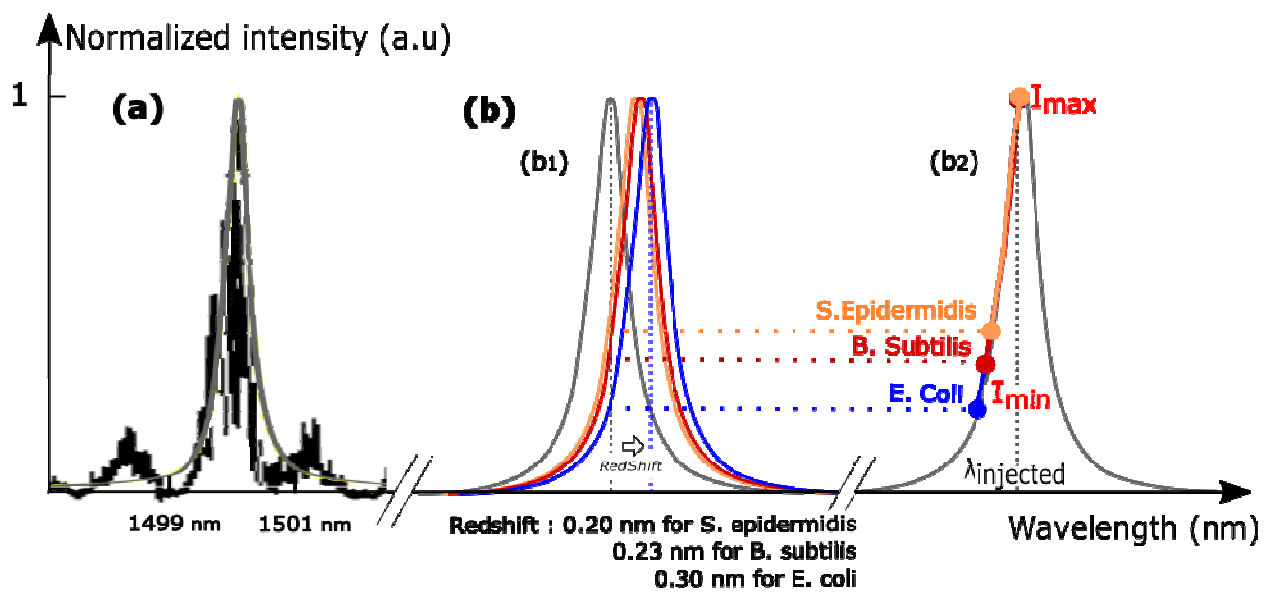 Normalized intensity (a.u)
1
(a)
(b)
(b1)
(b2)
Imax
S.Epidermidis
B. Subtilis
E. Coli
Imin
RedShift
λinjected
1499 nm
1501 nm
Redshift : 0.20 nm for S. epidermidis
0.23 nm for B. subtilis
0.30 nm for E. coli
Wavelength (nm)